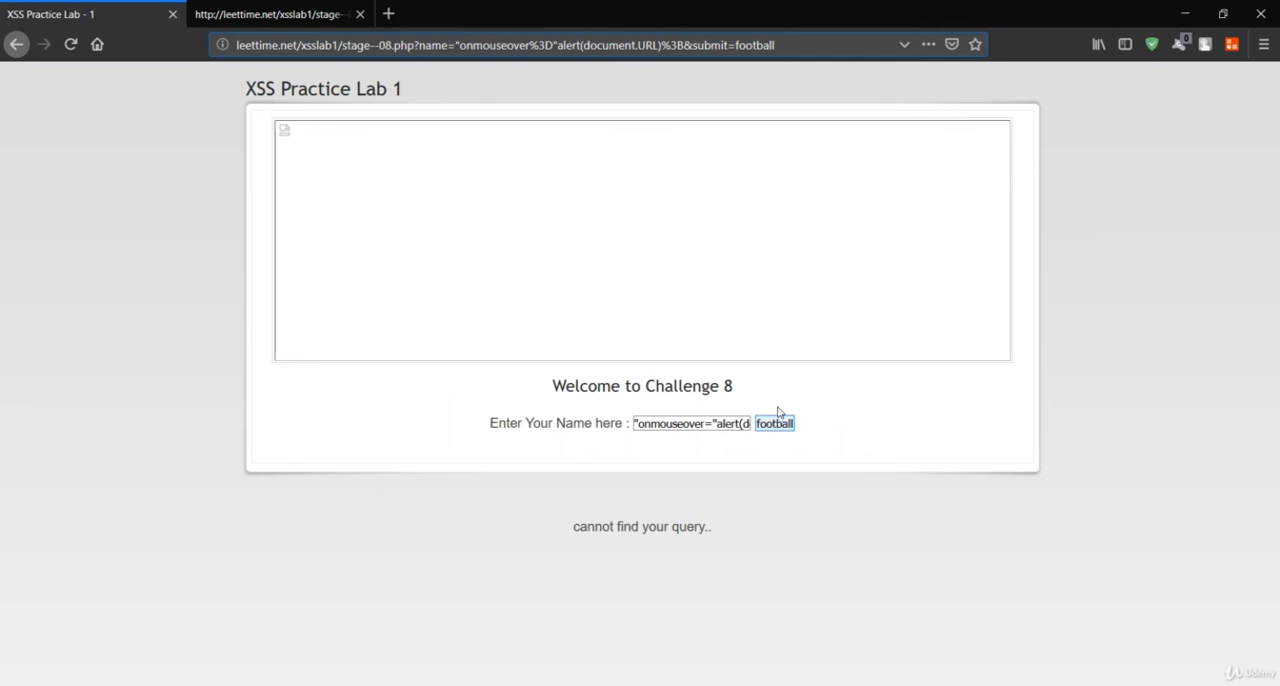 XSS Practice Lab - 1
http://leettime.net/xsslab1/stage-
leettime.net/xsslab1/stage--08.php?name="onmouseover%3D"alert(document.URL)%3B&submit=football
XSS Practice Lab 1
Welcome to Challenge 8
Enter Your Name here : "onmouseover="alert(d football
cannot find your query..
Udemy